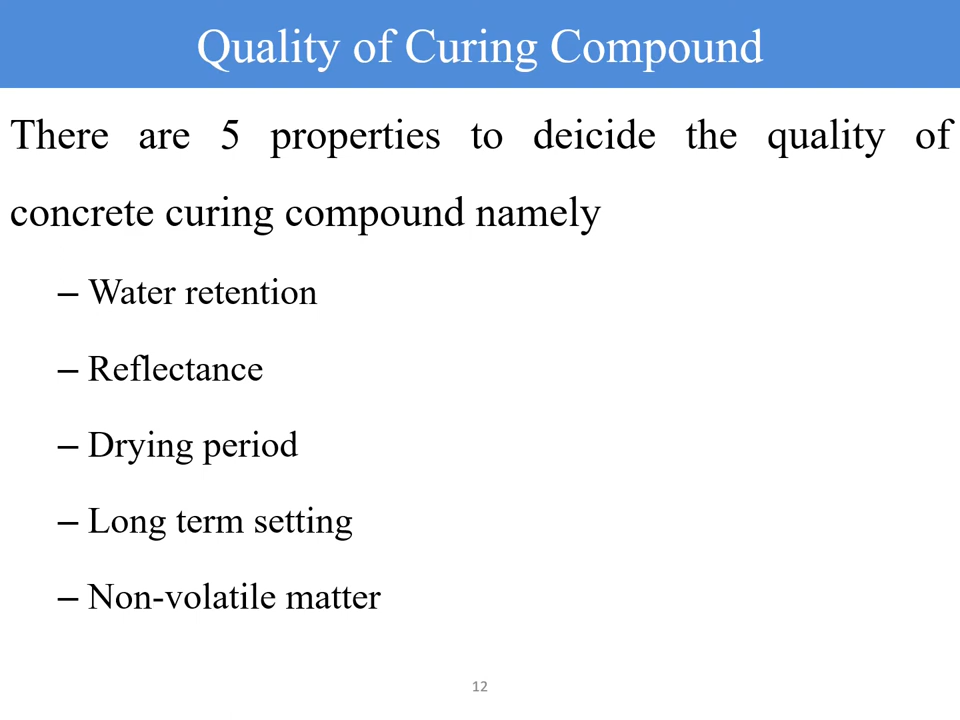 Quality of Curing Compound
There are 5 properties to deicide the quality of
concrete curing compound namely
– Water retention
– Reflectance
– Drying period
– Long term setting
– Non-volatile matter
12